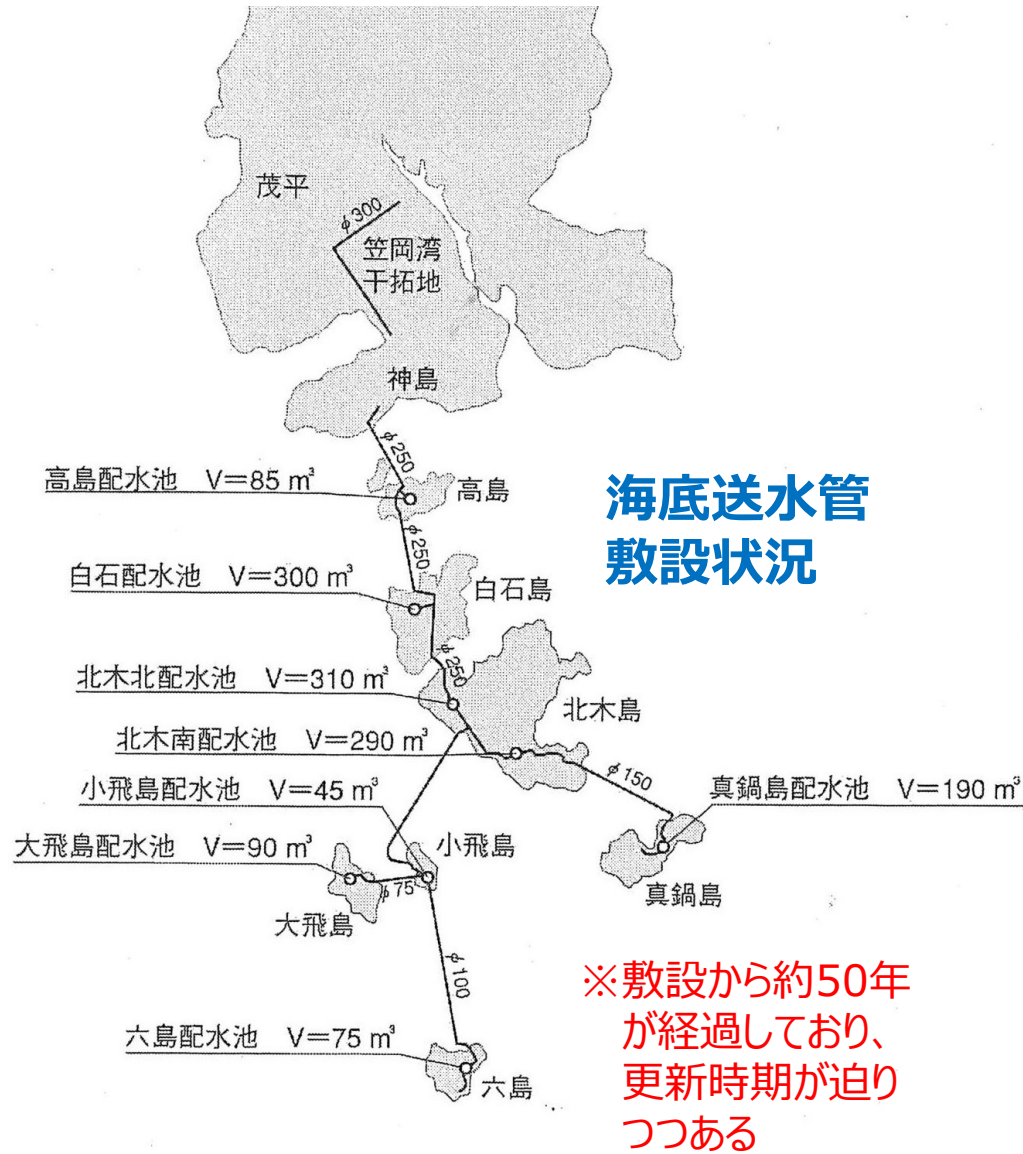 茂平
φ300
笠岡湾
干拓地
神島
φ250
高島配水池 V=85 m³
高島
海底送水管
敷設状況
φ250
白石配水池 V=300 m³
白石島
φ250
北木北配水池 V=310 m³
北木島
北木南配水池 V=290 m³
φ150
小飛島配水池 V=45 m³
真鍋島配水池 V=190 m³
大飛島配水池 V=90 m³
小飛島
φ75
真鍋島
大飛島
φ100
※敷設から約50年
が経過しており、
更新時期が迫り
つつある
六島配水池 V=75 m³
六島